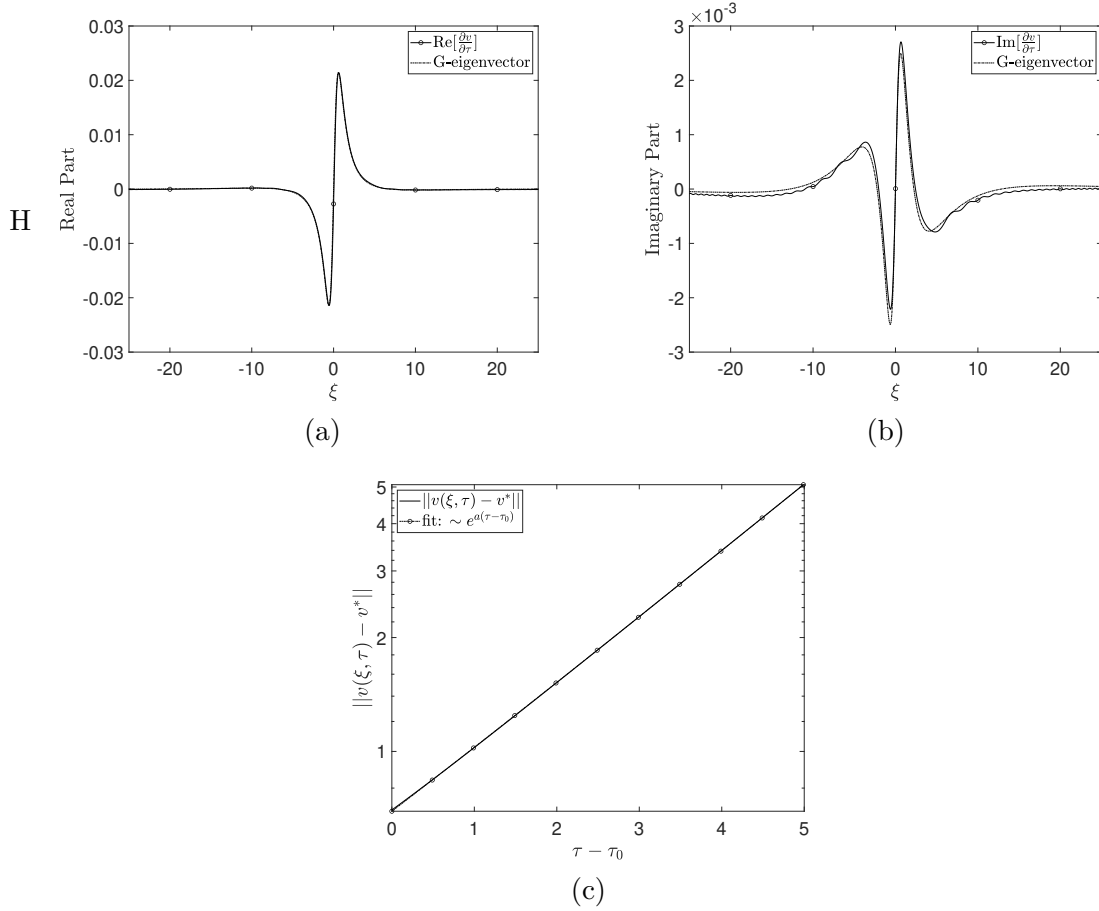 0.03
0.02
0.01
0
-0.01
-0.02
-0.03
-20 -10 0 10 20
ξ
Real Part
Re[∂v/∂τ]
G-eigenvector
(a)
H
×10⁻³
3
2
1
0
-1
-2
-3
-20 -10 0 10 20
ξ
Imaginary Part
Im[∂v/∂τ]
G-eigenvector
(b)
5
4
3
2
1
0 1 2 3 4 5
τ − τ₀
||v(ξ, τ) − v*||
||v(ξ, τ) − v*||
fit: ∼ e^{a(τ−τ₀)}
(c)